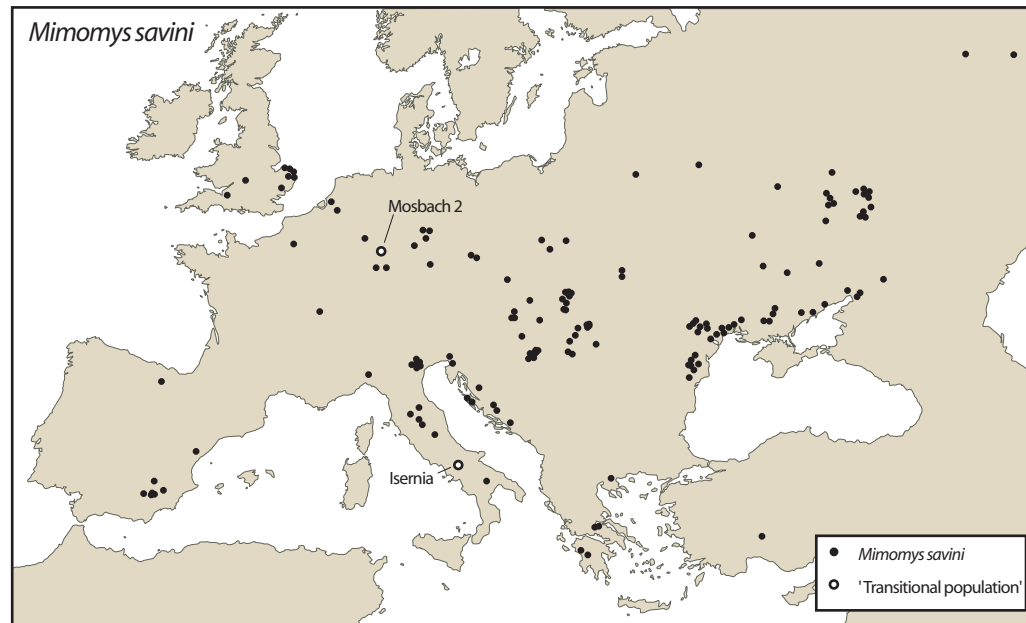 Mimomys savini
Mosbach 2
Isernia
Mimomys savini
'Transitional population'